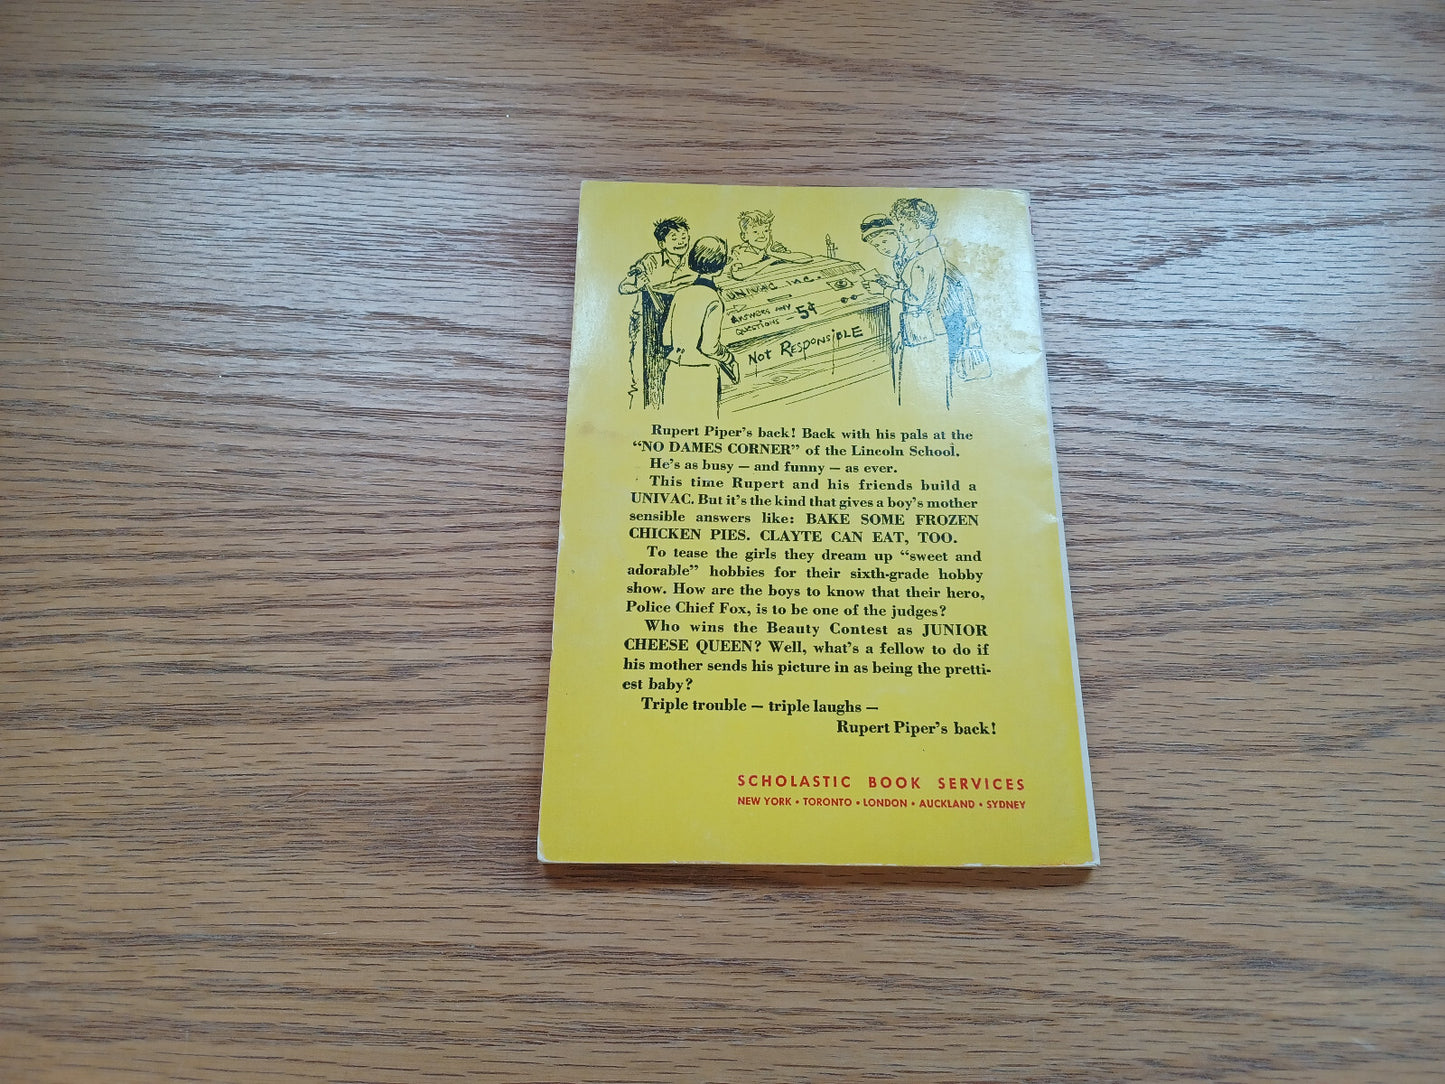 UNIVAC INC.
ANSWERS ANY
QUESTIONS - 5¢
NOT RESPONSIBLE
Rupert Piper's back! Back with his pals at the
“NO DAMES CORNER” of the Lincoln School.
He's as busy — and funny — as ever.
This time Rupert and his friends build a
UNIVAC. But it's the kind that gives a boy's mother
sensible answers like: BAKE SOME FROZEN
CHICKEN PIES. CLAYTE CAN EAT, TOO.
To tease the girls they dream up “sweet and
adorable” hobbies for their sixth-grade hobby
show. How are the boys to know that their hero,
Police Chief Fox, is to be one of the judges?
Who wins the Beauty Contest as JUNIOR
CHEESE QUEEN? Well, what's a fellow to do if
his mother sends his picture in as being the pretti-
est baby?
Triple trouble — triple laughs —
Rupert Piper's back!
SCHOLASTIC BOOK SERVICES
NEW YORK • TORONTO • LONDON • AUCKLAND • SYDNEY